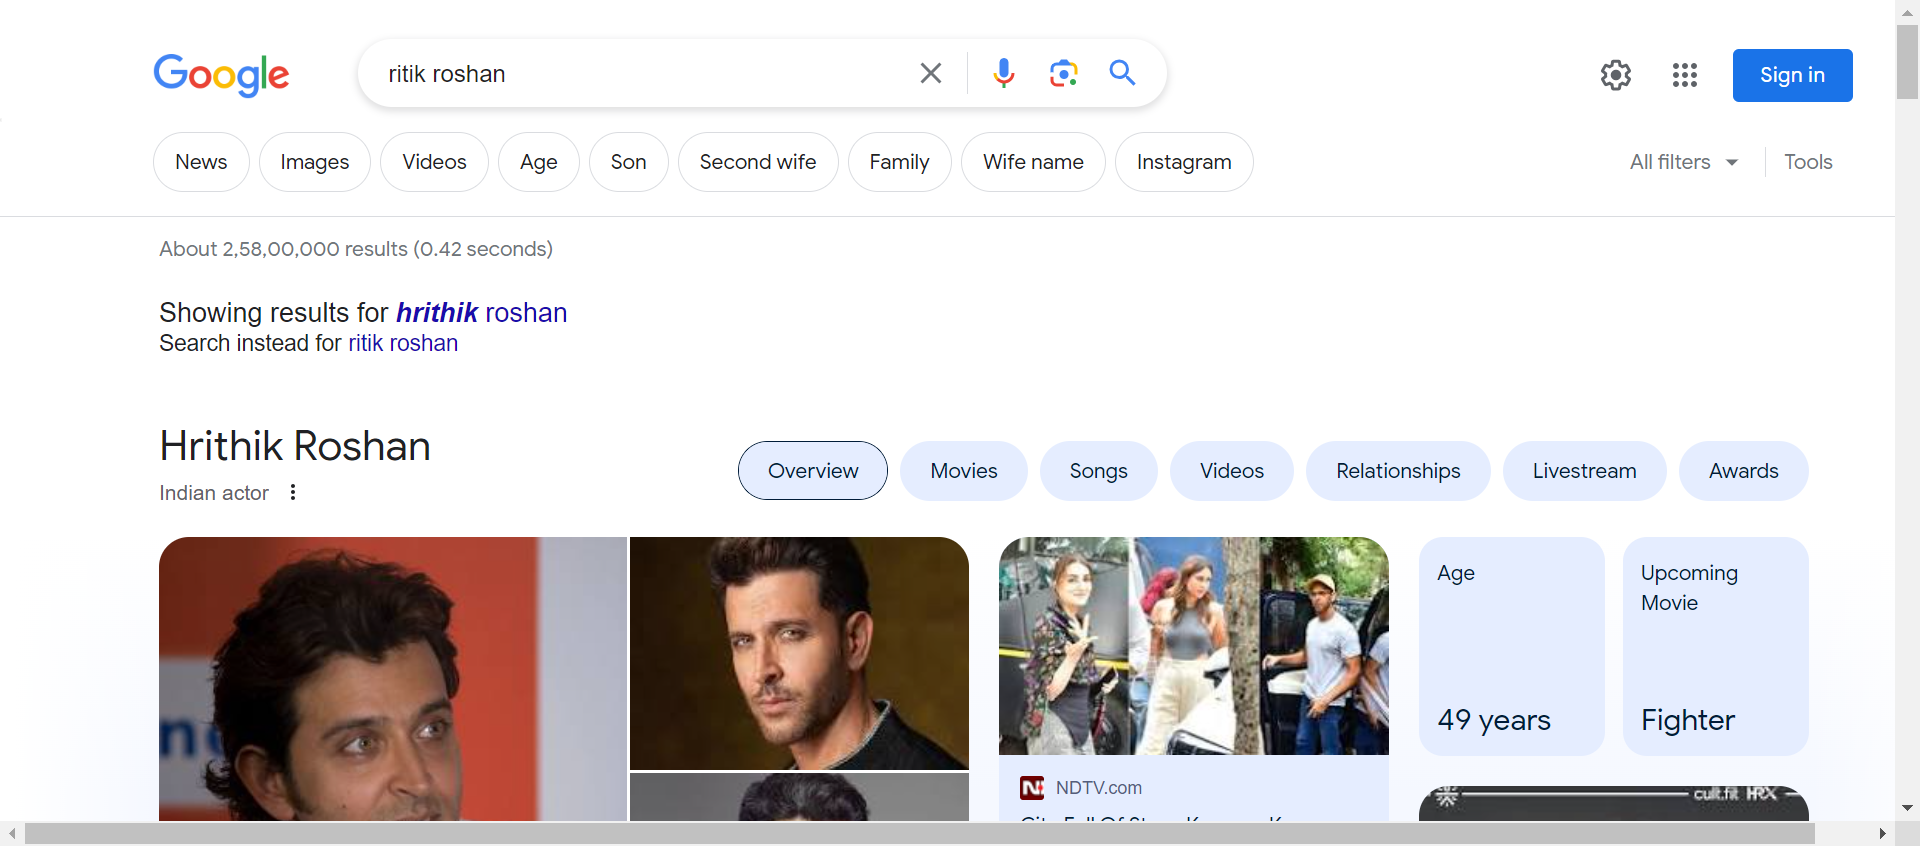 Google
ritik roshan
Sign in
News Images Videos Age Son Second wife Family Wife name Instagram
All filters Tools
About 2,58,00,000 results (0.42 seconds)
Showing results for hrithik roshan
Search instead for ritik roshan
Hrithik Roshan
Indian actor
Overview Movies Songs Videos Relationships Livestream Awards
Age
49 years
Upcoming
Movie
Fighter
N
NDTV.com
cult.fit HRX